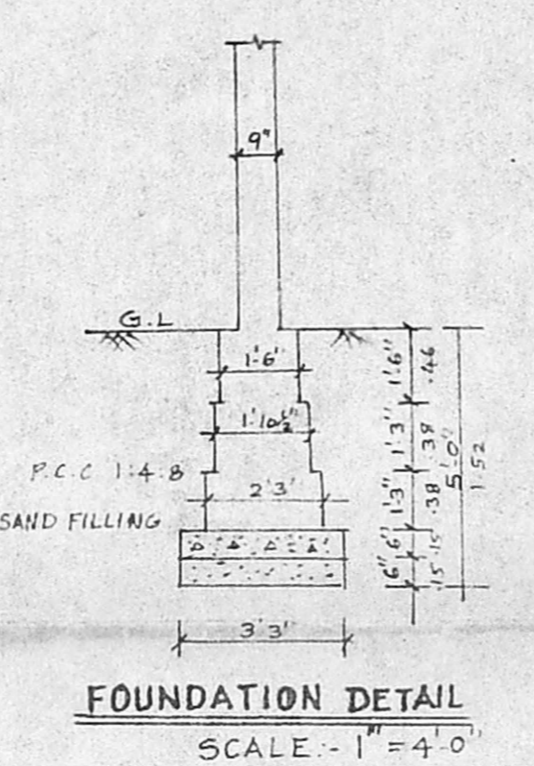 9"
G.L
1'-6"
1'-10½"
P.C.C 1:4:8
2'3"
SAND FILLING
1'6" .46
1'3" .38
1'3" .38
6" .15
6" .15
5'-0"
1.52
3'3"
FOUNDATION DETAIL
SCALE:- 1" = 4'-0"